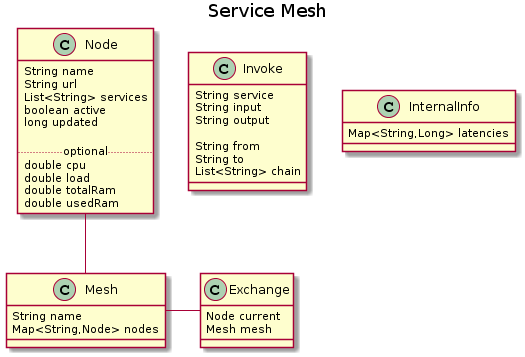 Service Mesh
C Node
String name
String url
List<String> services
boolean active
long updated
optional
double cpu
double load
double totalRam
double usedRam
C Invoke
String service
String input
String output
String from
String to
List<String> chain
C InternalInfo
Map<String,Long> latencies
C Mesh
String name
Map<String,Node> nodes
C Exchange
Node current
Mesh mesh